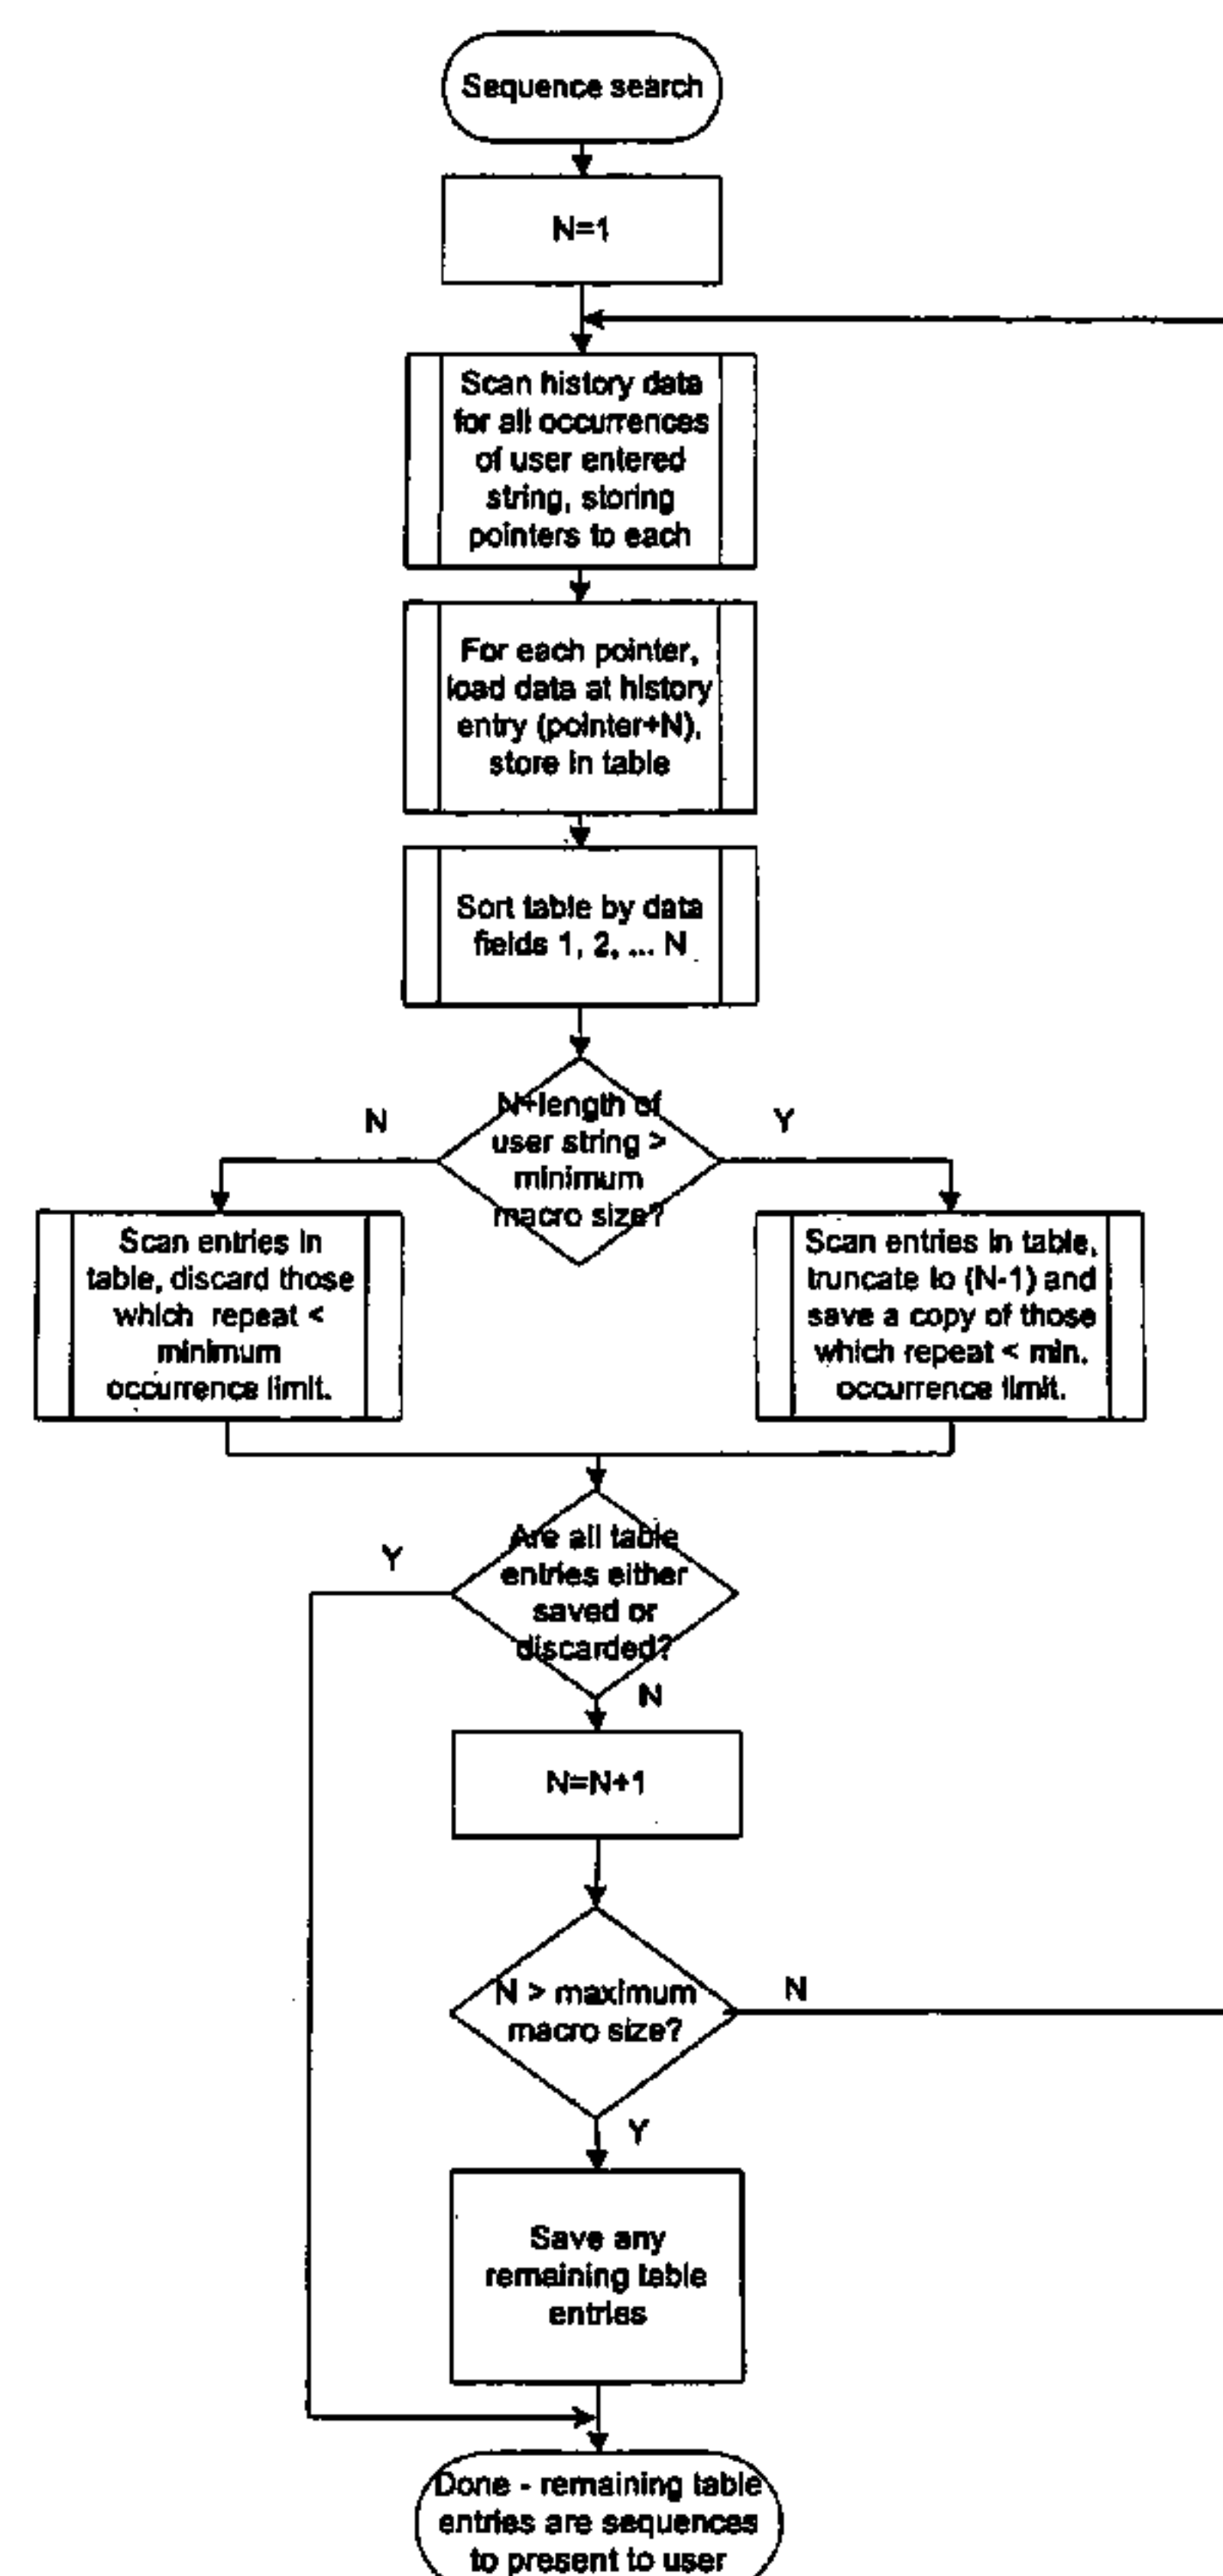 Sequence search
N=1
Scan history data
for all occurrences
of user entered
string, storing
pointers to each
For each pointer,
load data at history
entry (pointer+N),
store in table
Sort table by data
fields 1, 2, ... N
N+length of
user string >
minimum
macro size?
N
Y
Scan entries in
table, discard those
which repeat <
minimum
occurrence limit.
Scan entries in table,
truncate to (N-1) and
save a copy of those
which repeat < min.
occurrence limit.
Are all table
entries either
saved or
discarded?
Y
N
N=N+1
N > maximum
macro size?
N
Y
Save any
remaining table
entries
Done - remaining table
entries are sequences
to present to user